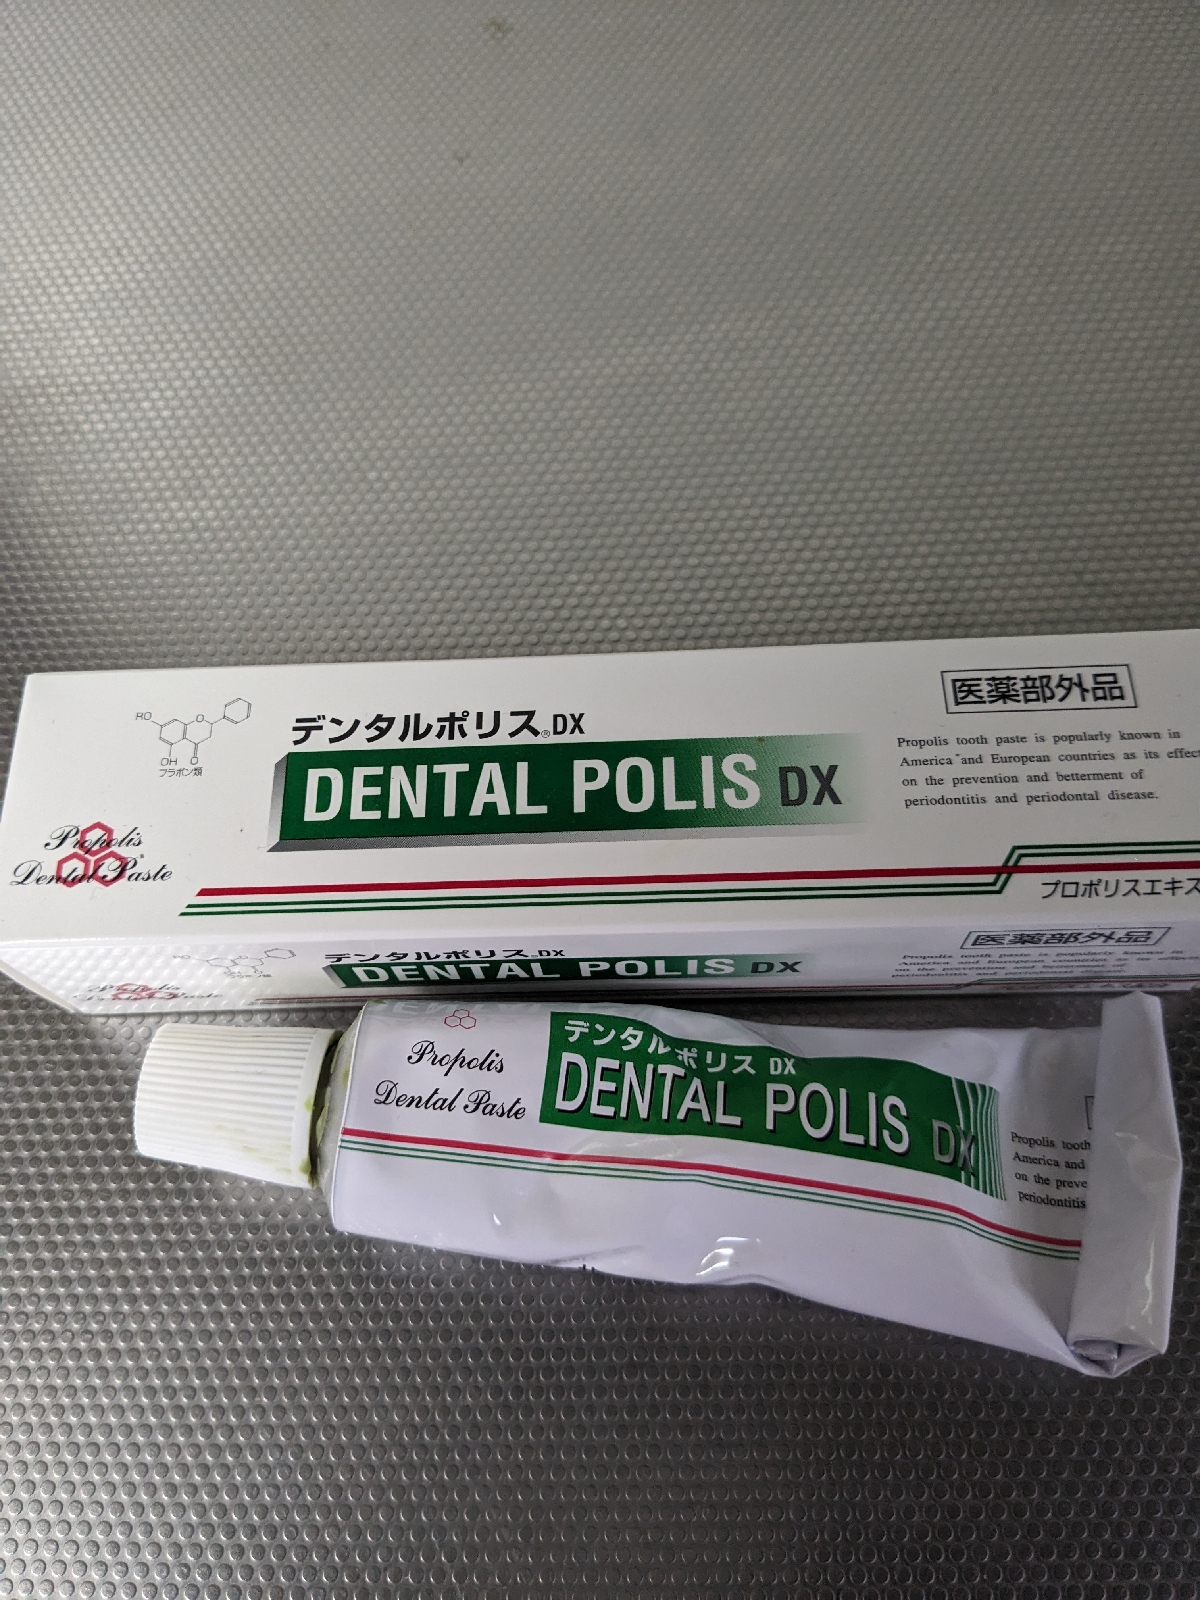 RO
O
OH
O
フラボン類
デンタルポリス®DX
DENTAL POLIS DX
医薬部外品
Propolis tooth paste is popularly known in
America and European countries as its effect
on the prevention and betterment of
periodontitis and periodontal disease.
Propolis
Dental Paste
プロポリスエキス
デンタルポリス DX
DENTAL POLIS DX
医薬部外品
Propolis
Dental Paste
デンタルポリス DX
DENTAL POLIS DX
Propolis tooth
America and
on the preve
periodontitis